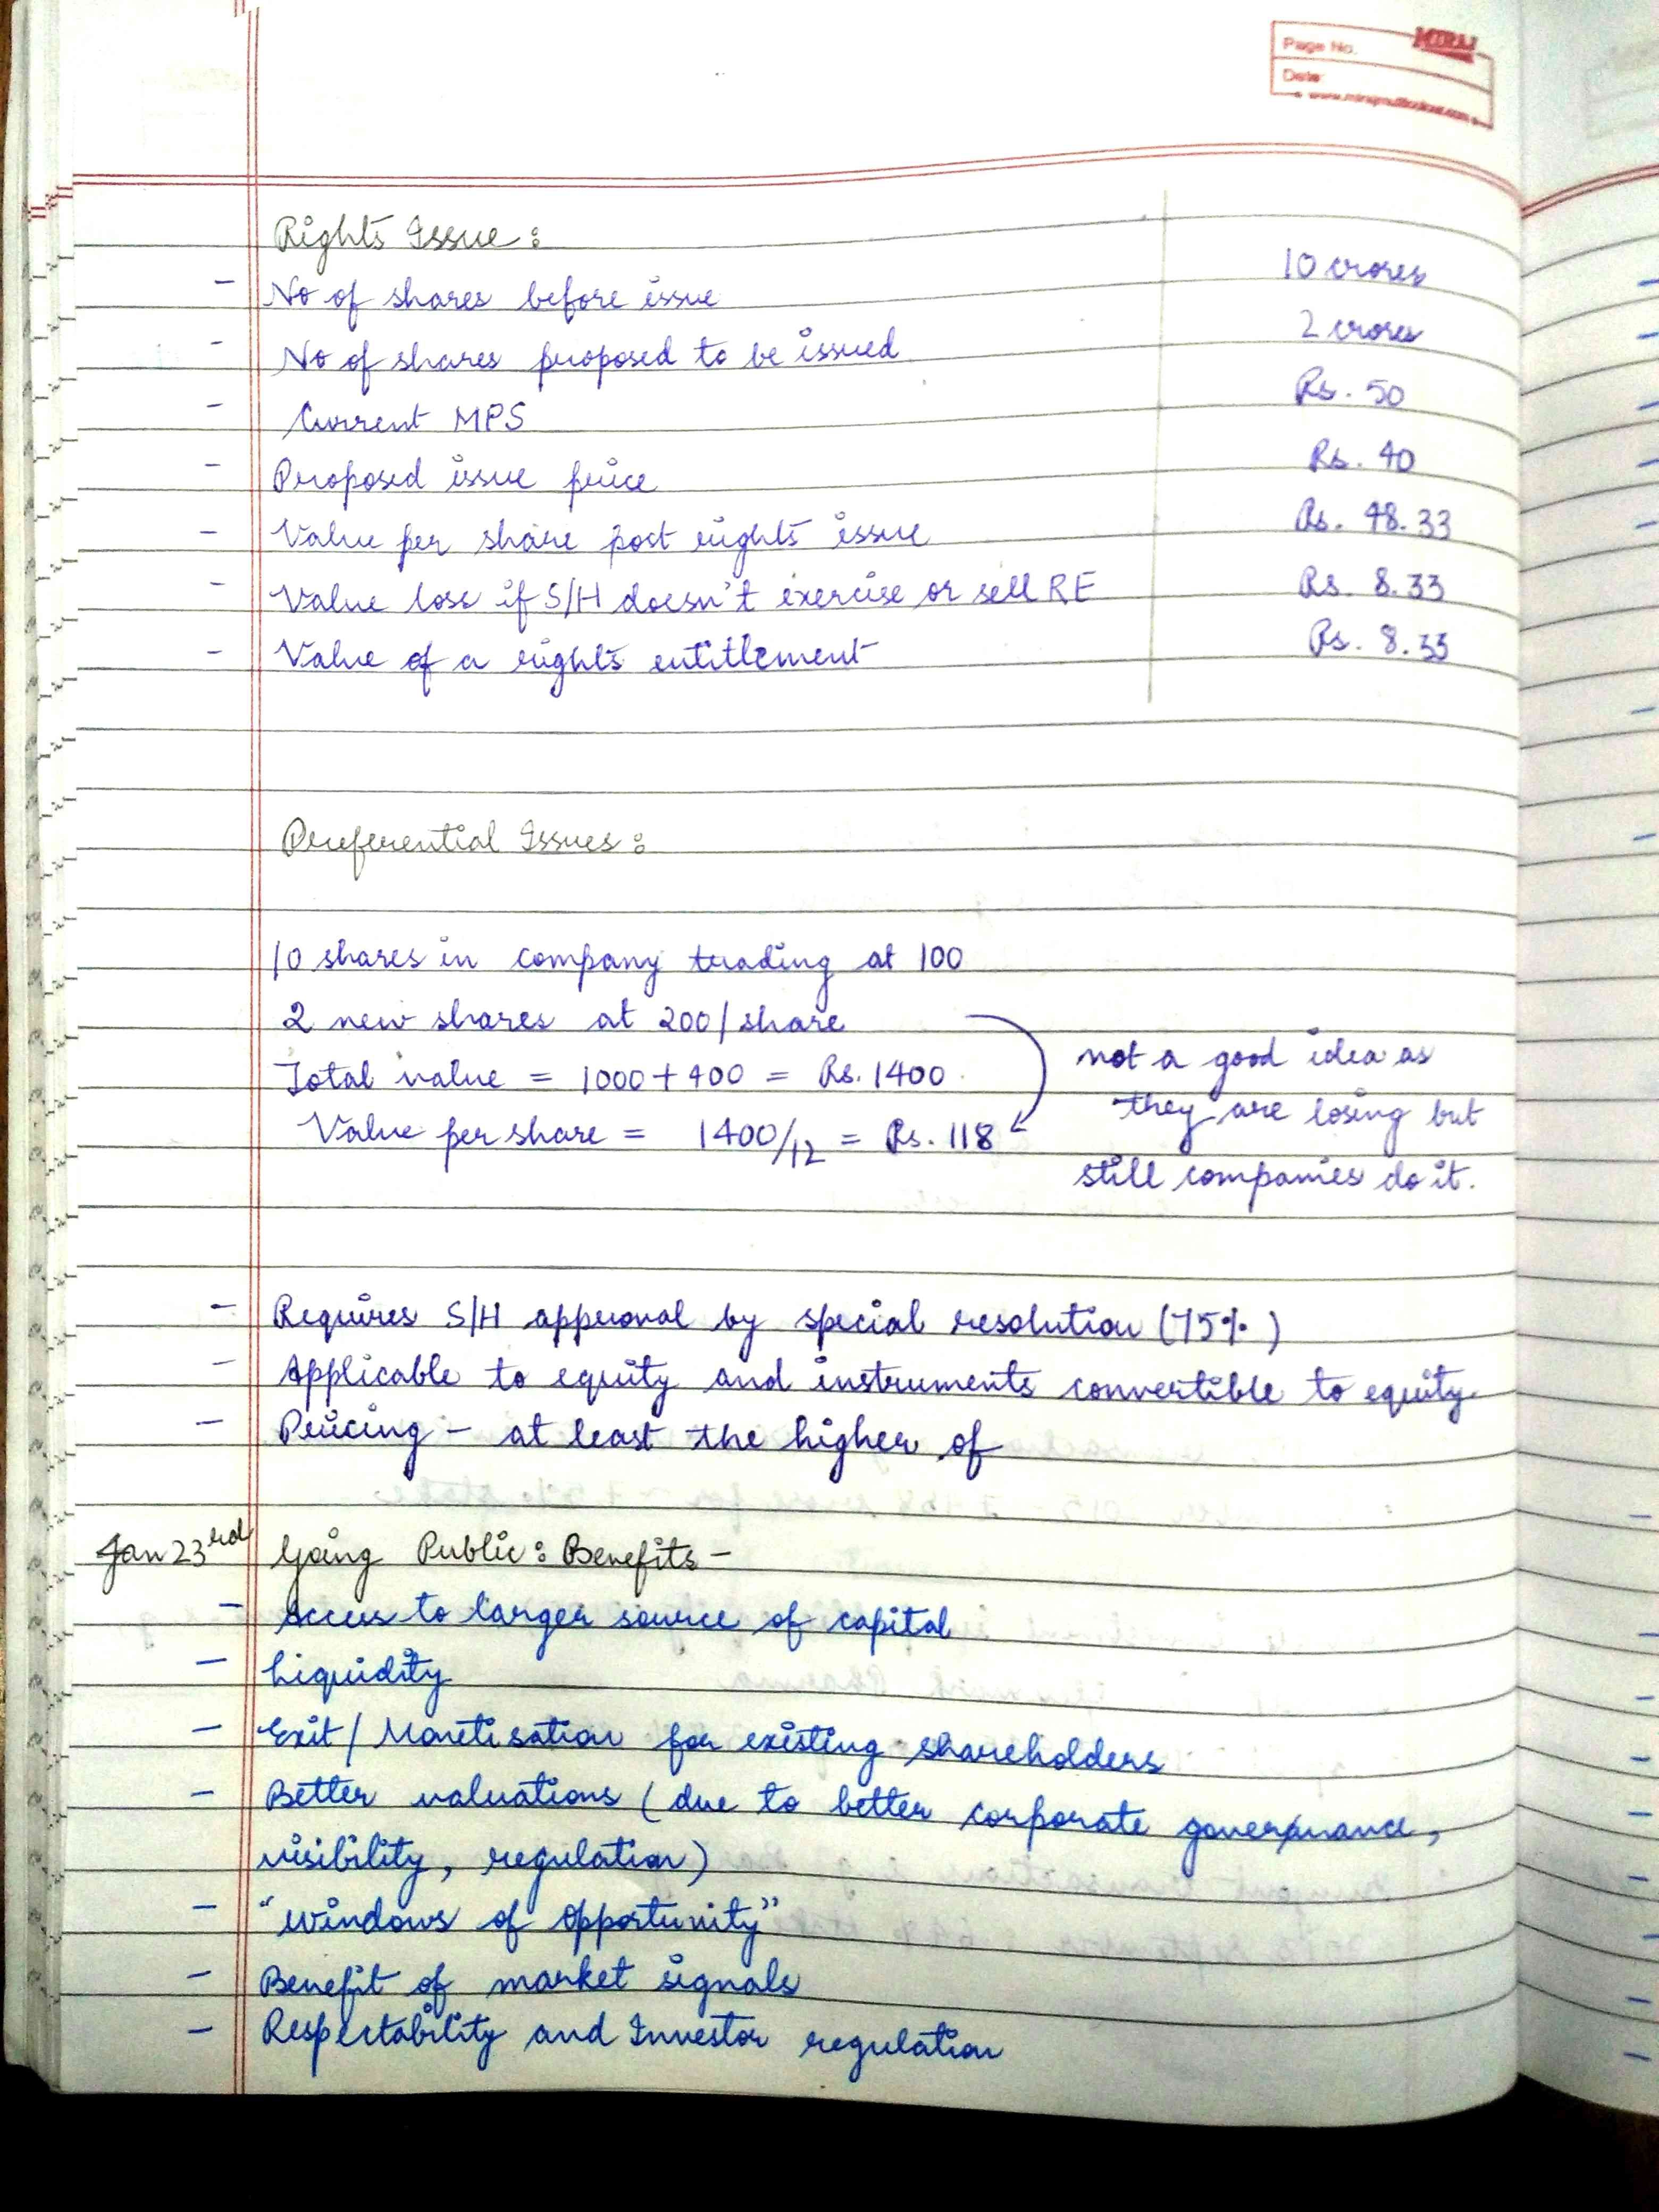 Page No. MIRAJ
Date
Rights Issue:
- No of shares before issue 10 crores
- No of shares proposed to be issued 2 crores
- Current MPS Rs. 50
- Proposed issue price Rs. 40
- Value per share post rights issue Rs. 48.33
- Value loss if S/H doesn't exercise or sell RE Rs. 8.33
- Value of a rights entitlement Rs. 8.33
Preferential Issues:
10 shares in company trading at 100
2 new shares at 200/share
Total value = 1000 + 400 = Rs. 1400
Value per share = 1400/12 = Rs. 118
not a good idea as
they are losing but
still companies do it.
- Requires S/H approval by special resolution (75%)
- Applicable to equity and instruments convertible to equity
- Pricing - at least the higher of
Jan 23rd Going Public: Benefits -
- Access to larger source of capital
- Liquidity
- Exit / Monetisation for existing shareholders
- Better valuations (due to better corporate governance,
visibility, regulation)
- "windows of opportunity"
- Benefit of market signals
- Respectability and Investor regulation